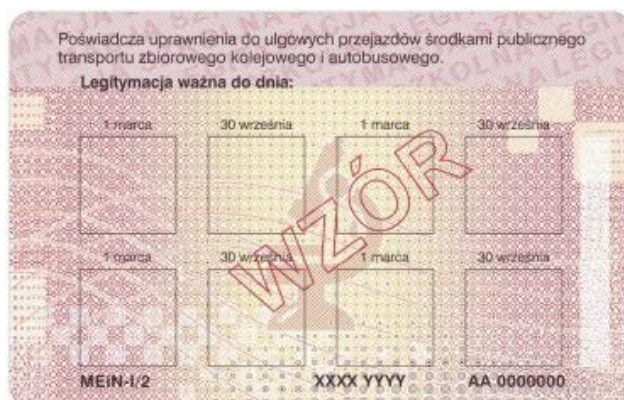 Poświadcza uprawnienia do ulgowych przejazdów środkami publicznego
transportu zbiorowego kolejowego i autobusowego.
Legitymacja ważna do dnia:
1 marca 30 września 1 marca 30 września
WZÓR
1 marca 30 września 1 marca 30 września
MEiN-I/2 XXXX YYYY AA 0000000